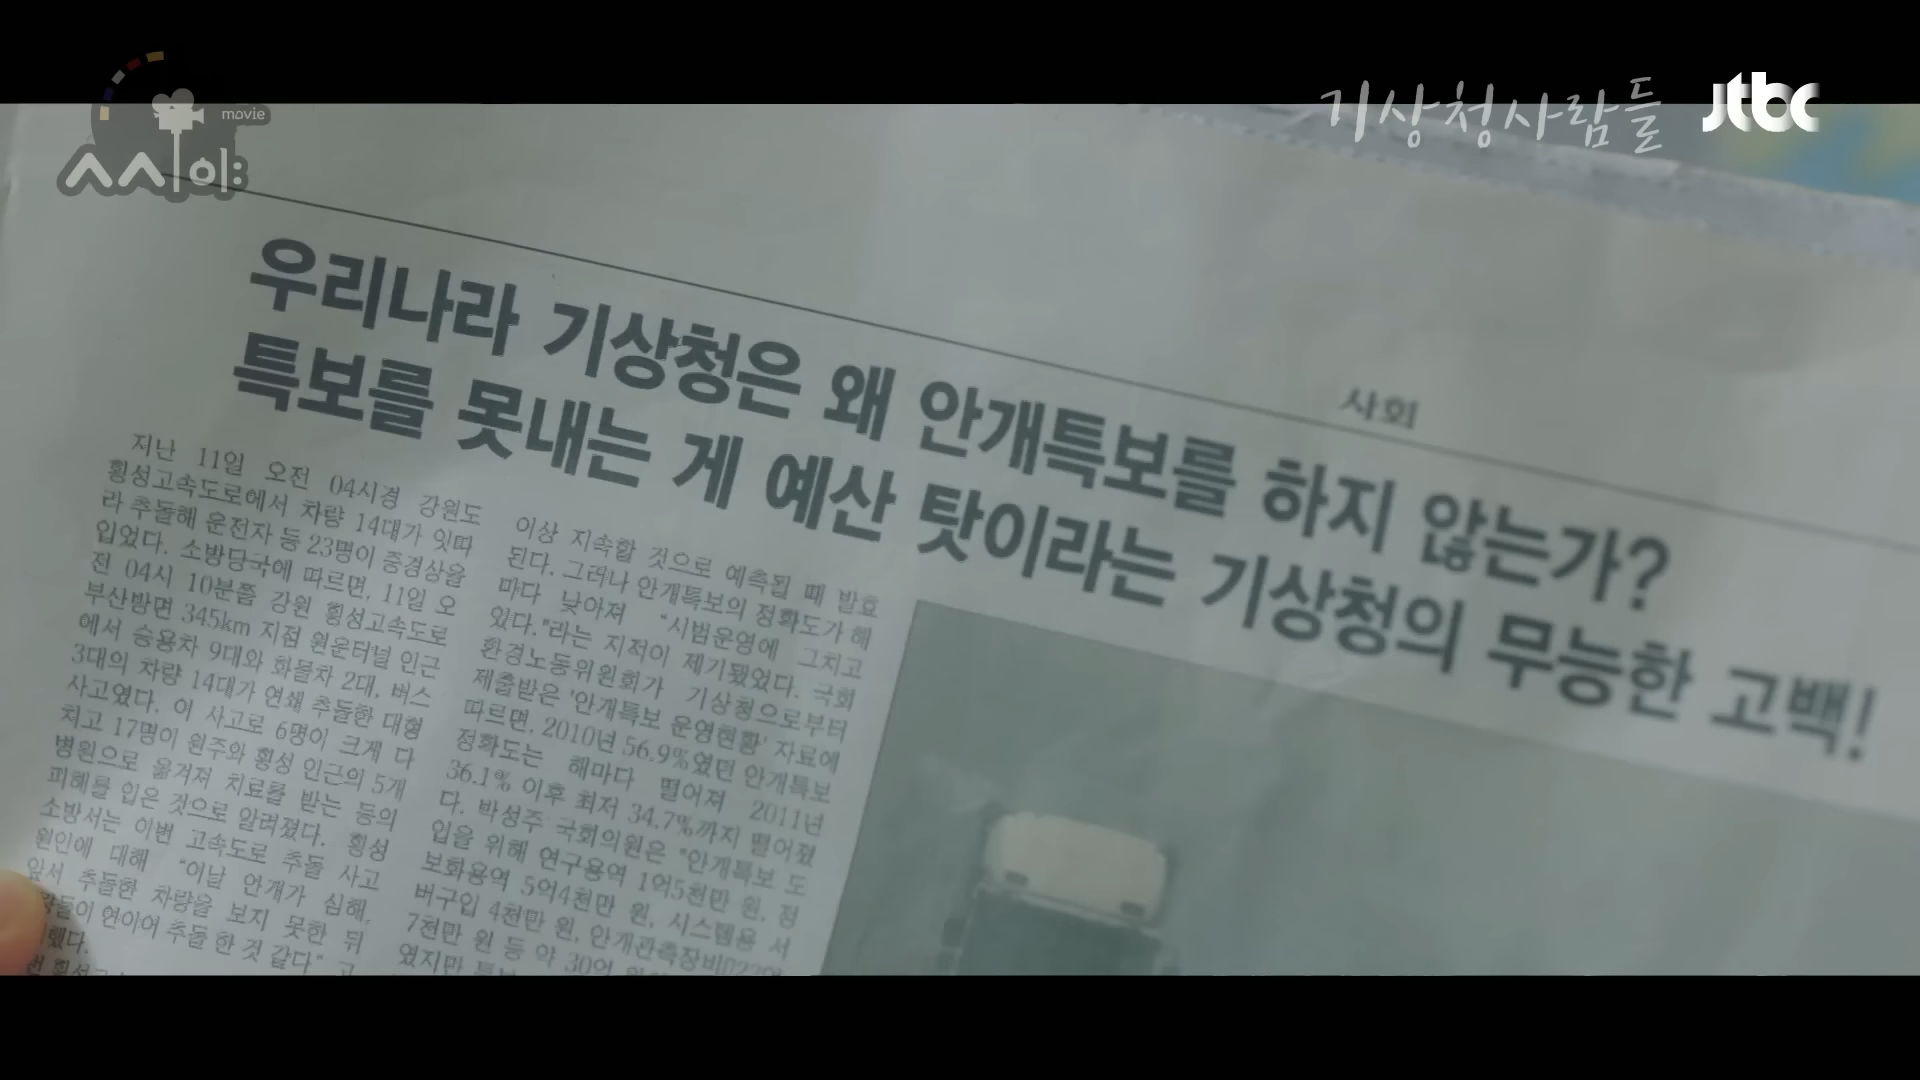 movie
씨이야:
기상청사람들
jtbc
사회
우리나라 기상청은 왜 안개특보를 하지 않는가?
특보를 못내는 게 예산 탓이라는 기상청의 무능한 고백!
지난 11일 오전 04시경 강원도
횡성고속도로에서 차량 14대가 잇따
라 추돌해 운전자 등 23명이 중경상을
입었다. 소방당국에 따르면, 11일 오
전 04시 10분쯤 강원 횡성고속도로
부산방면 345km 지점 원운터널 인근
에서 승용차 9대와 화물차 2대, 버스
3대의 차량 14대가 연쇄 추돌한 대형
사고였다. 이 사고로 6명이 크게 다
치고 17명이 원주와 횡성 인근의 5개
병원으로 옮겨져 치료를 받는 등의
피해를 입은 것으로 알려졌다. 횡성
소방서는 이번 고속도로 추돌 사고
원인에 대해 "이날 안개가 심해,
앞서 추돌한 차량을 보지 못한 뒤
연이어 추돌 한 것 같다"
이상 지속할 것으로 예측될 때 발효
된다. 그러나 안개특보의 정확도가 해
마다 낮아져 "시범운영에 그치고
있다."라는 지적이 제기됐었다. 국회
환경노동위원회가 기상청으로부터
제출받은 '안개특보 운영현황' 자료에
따르면, 2010년 56.9%였던 안개특보
정확도는 해마다 떨어져 2011년
36.1% 이후 최저 34.7%까지 떨어졌
다. 박성주 국회의원은 "안개특보 도
입을 위해 연구용역 1억5천만 원, 정
보화용역 5억4천만 원, 시스템용 서
버구입 4천만 원, 안개관측장비
7천만 원 등 약 30억
였지만